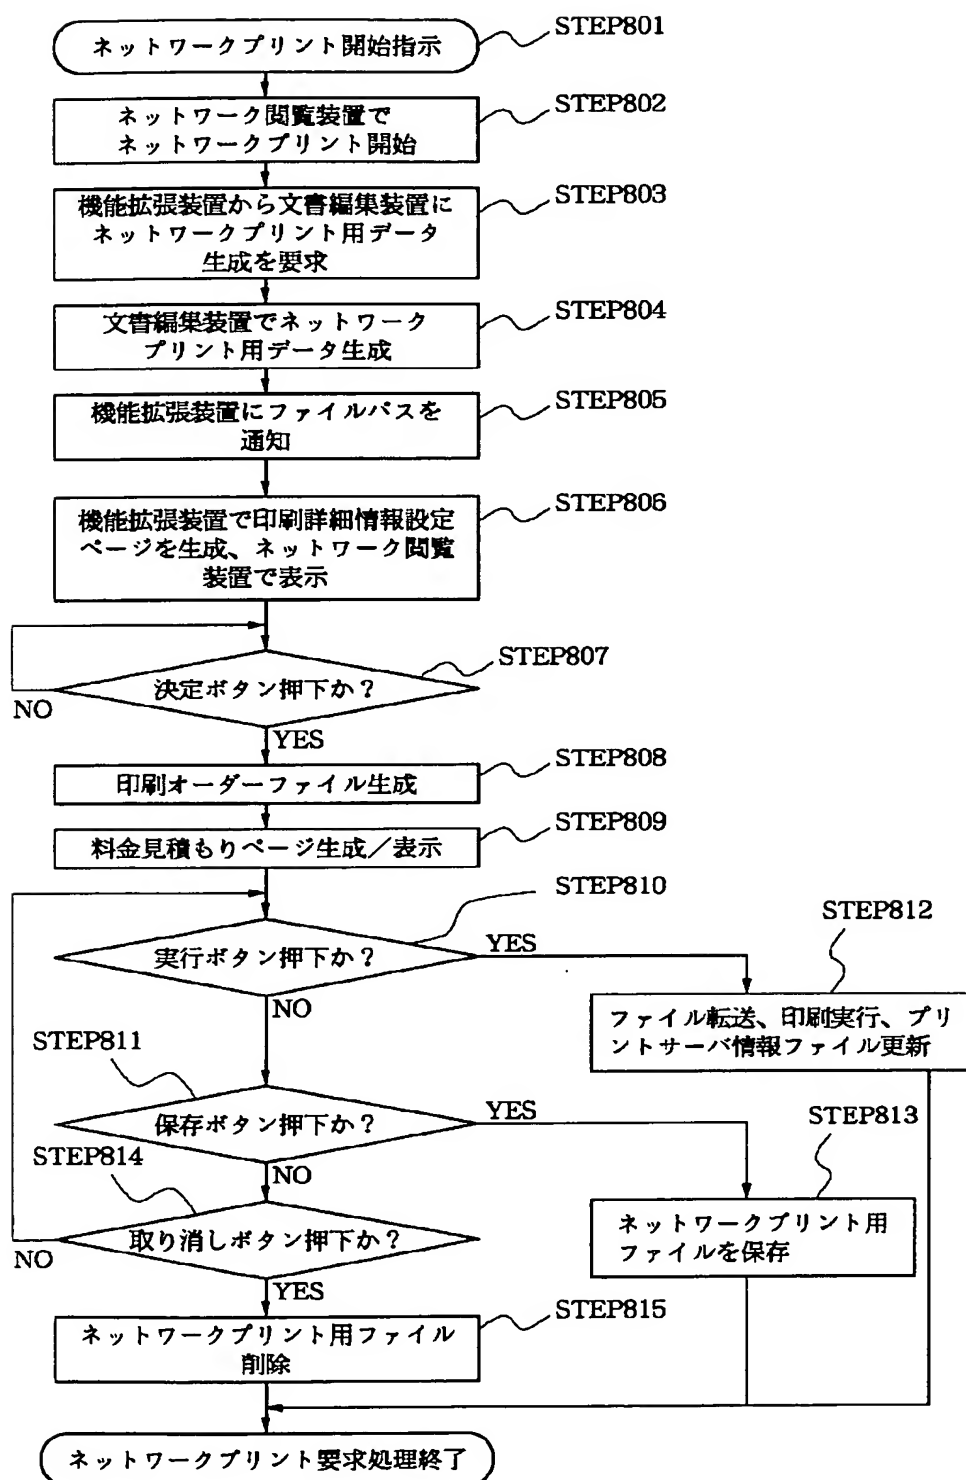 STEP801
ネットワークプリント開始指示
STEP802
ネットワーク閲覧装置で
ネットワークプリント開始
STEP803
機能拡張装置から文書編集装置に
ネットワークプリント用データ
生成を要求
STEP804
文書編集装置でネットワーク
プリント用データ生成
STEP805
機能拡張装置にファイルパスを
通知
STEP806
機能拡張装置で印刷詳細情報設定
ページを生成、ネットワーク閲覧
装置で表示
STEP807
決定ボタン押下か?
NO
YES
STEP808
印刷オーダーファイル生成
STEP809
料金見積もりページ生成/表示
STEP810
実行ボタン押下か?
YES
NO
STEP812
ファイル転送、印刷実行、プリ
ントサーバ情報ファイル更新
STEP811
保存ボタン押下か?
YES
NO
STEP813
ネットワークプリント用
ファイルを保存
STEP814
取り消しボタン押下か?
NO
YES
STEP815
ネットワークプリント用ファイル
削除
ネットワークプリント要求処理終了